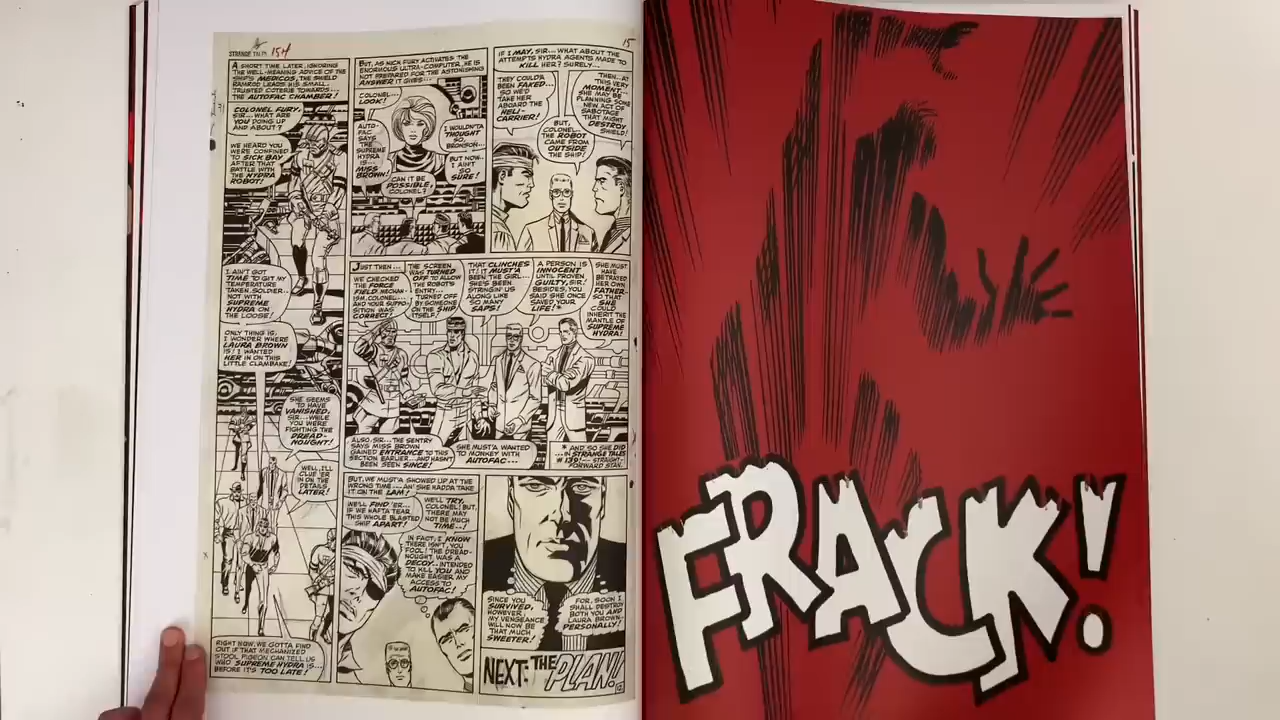 STRANGE TALES 154
15
A SHORT TIME LATER, IGNORING
THE WELL-MEANING ADVICE OF THE
SHIP'S MEDICOS, THE SHIELD
RAMROD LEADS HIS SMALL,
TRUSTED COTERIE TOWARDS...
THE AUTOFAC CHAMBER!
COLONEL FURY,
SIR... WHAT ARE
YOU DOING UP
AND ABOUT?
WE HEARD YOU
WERE CONFINED
TO SICK BAY
AFTER THAT
BATTLE WITH
THE HYDRA
ROBOT!
I AIN'T GOT
TIME TO GIT MY
TEMPERATURE
TAKEN, SOLDIER..
NOT WITH
SUPREME
HYDRA ON
THE LOOSE!
ONLY THING IS,
I WONDER WHERE
LAURA BROWN
IS! I WANTED
HER IN ON THIS
LITTLE CLAMBAKE!
SHE SEEMS
TO HAVE
VANISHED,
SIR...WHILE
YOU WERE
FIGHTING THE
DREAD-
NOUGHT!
WELL, I'LL
CLUE 'ER
IN ON THE
DETAILS
LATER!
RIGHT NOW, WE GOTTA FIND
OUT IF THAT MECHANIZED
STOOL PIGEON CAN TELL US
WHO SUPREME HYDRA IS...
BEFORE IT'S TOO LATE!
BUT, AS NICK FURY ACTIVATES THE
ENORMOUS ULTRA-COMPUTER, HE IS
NOT PREPARED FOR THE ASTONISHING
ANSWER IT GIVES...
COLONEL...
LOOK!
AUTO-
FAC
SAYS
THE
SUPREME
HYDRA
IS...
MISS
BROWN!
I WOULDN'TA
THOUGHT
SO,
BRONSON...
BUT NOW..
I AIN'T
SO
SURE!
CAN IT BE
POSSIBLE,
COLONEL?
IF I MAY, SIR... WHAT ABOUT THE
ATTEMPTS HYDRA AGENTS MADE TO
KILL HER? SURELY...
THEY COULD'A
BEEN FAKED...
SO WE'D
TAKE HER
ABOARD THE
HELI-
CARRIER!
THEN... AT
THIS VERY
MOMENT...
SHE MAY BE
PLANNING SOME
NEW ACT OF
SABOTAGE
THAT MIGHT
DESTROY
SHIELD!
BUT,
COLONEL...
THE ROBOT
CAME FROM
OUTSIDE
THE SHIP!
JUST THEN...
WE CHECKED
THE FORCE
FIELD MECHAN-
ISM, COLONEL...
AND YOUR SUPPO-
SITION WAS
CORRECT!
THE SCREEN
WAS TURNED
OFF TO ALLOW
THE ROBOT'S
ENTRY...
TURNED OFF
BY SOMEONE
ON THE SHIP
ITSELF!
THAT CLINCHES
IT! IT MUST'A
BEEN THE GIRL...
SHE'S BEEN
STRINGIN' US
ALONG LIKE
SO MANY
SAPS!
A PERSON IS
INNOCENT
UNTIL PROVEN
GUILTY, SIR!
BESIDES, YOU
SAID SHE ONCE
SAVED YOUR
LIFE!*
SHE MUST
HAVE
BETRAYED
HER OWN
FATHER--
SO THAT
SHE
COULD
INHERIT THE
MANTLE OF
SUPREME
HYDRA!
ALSO, SIR...THE SENTRY
SAYS MISS BROWN
GAINED ENTRANCE TO THIS
SECTION EARLIER...AND HASN'T
BEEN SEEN SINCE!
SHE MUST'A WANTED
TO MONKEY WITH
AUTOFAC...
* AND SO SHE DID
...IN STRANGE TALES
# 139!-- STRAIGHT-
FORWARD STAN.
BUT, WE MUST'A SHOWED UP AT THE
WRONG TIME... AN' SHE HADDA TAKE
IT ON THE LAM!
WE'LL FIND 'ER...
IF WE HAFTA TEAR
THIS WHOLE BLASTED
SHIP APART!
WE'LL TRY,
COLONEL! BUT,
THERE MAY
NOT BE MUCH
TIME--!
IN FACT, I KNOW
THERE ISN'T, YOU
FOOL! THE DREAD-
NOUGHT WAS A
DECOY...INTENDED
TO KILL YOU AND
MAKE EASIER MY
ACCESS TO
AUTOFAC!
SINCE YOU
SURVIVED,
HOWEVER,
MY VENGEANCE
WILL NOW BE
THAT MUCH
SWEETER!
FOR, SOON I
SHALL DESTROY
BOTH YOU AND
LAURA BROWN--
PERSONALLY!
NEXT: THE PLAN!
FRACK!